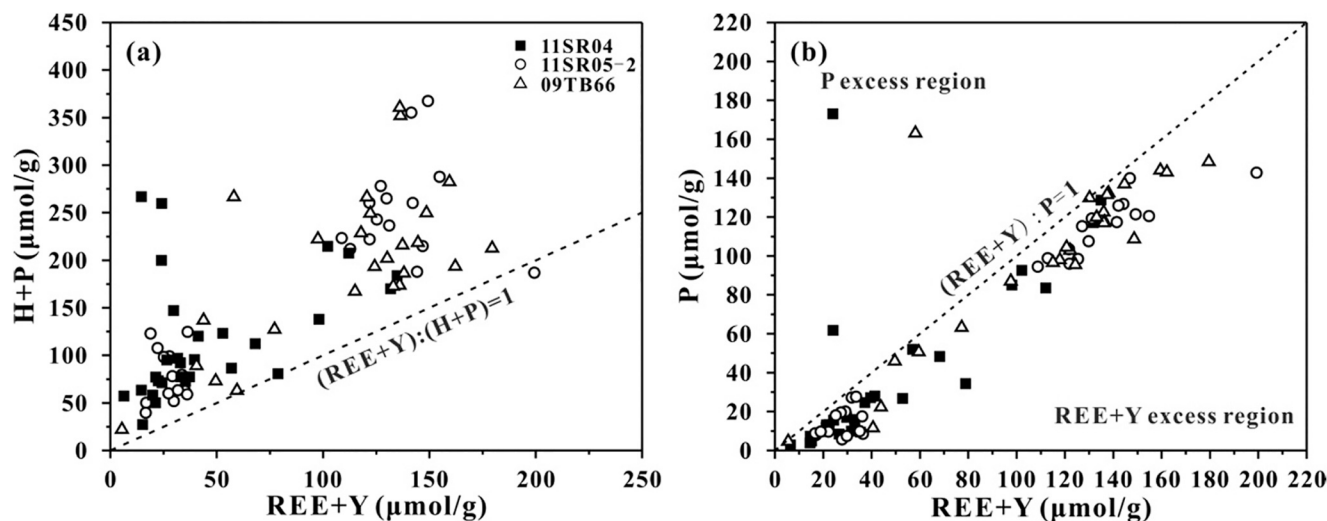 (a)
11SR04
11SR05-2
09TB66
H+P (μmol/g)
450
400
350
300
250
200
150
100
50
0
(REE+Y):(H+P)=1
0 50 100 150 200 250
REE+Y (μmol/g)
(b)
P excess region
P (μmol/g)
220
200
180
160
140
120
100
80
60
40
20
0
(REE+Y) : P=1
REE+Y excess region
0 20 40 60 80 100 120 140 160 180 200 220
REE+Y (μmol/g)